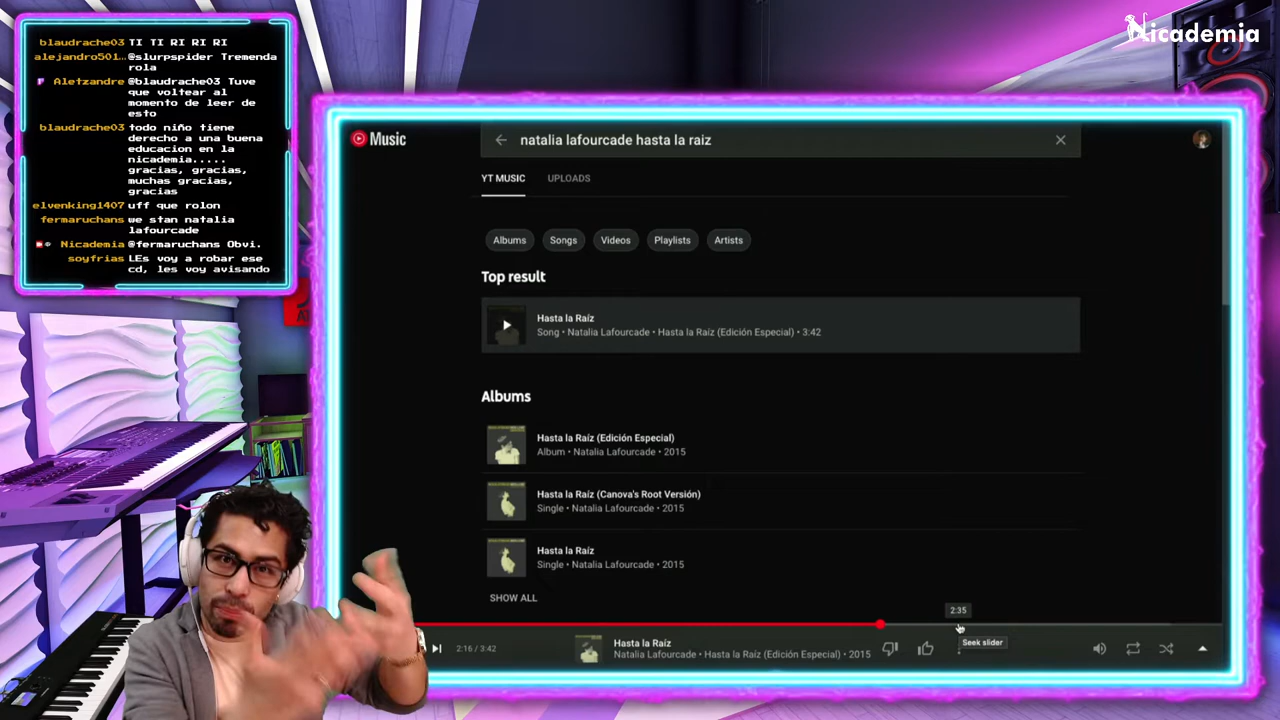 blaudrache03 TI TI RI RI RI
alejandro501... @slurpspider Tremenda
rola
Aletzandre @blaudrache03 Tuve
que voltear al
momento de leer de
esto
blaudrache03 todo niño tiene
derecho a una buena
educacion en la
nicademia.....
gracias, gracias,
muchas gracias,
gracias
elvenking1407 uff que rolon
fermaruchans we stan natalia
lafourcade
Nicademia @fermaruchans Obvi.
soyfrias LEs voy a robar ese
cd, les voy avisando
Nicademia
Music
natalia lafourcade hasta la raiz
YT MUSIC UPLOADS
Albums Songs Videos Playlists Artists
Top result
Hasta la Raíz
Song • Natalia Lafourcade • Hasta la Raíz (Edición Especial) • 3:42
Albums
Hasta la Raíz (Edición Especial)
Album • Natalia Lafourcade • 2015
Hasta la Raíz (Canova's Root Versión)
Single • Natalia Lafourcade • 2015
Hasta la Raíz
Single • Natalia Lafourcade • 2015
SHOW ALL
2:35
Seek slider
2:16 / 3:42
Hasta la Raíz
Natalia Lafourcade • Hasta la Raíz (Edición Especial) • 2015